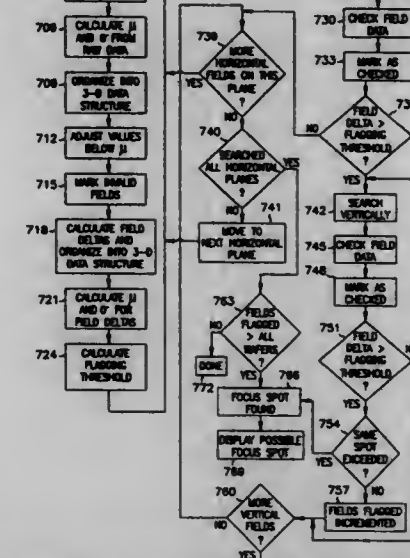 706
CALCULATE μ
AND σ FROM
RAW DATA
709
ORGANIZE INTO
3-D DATA
STRUCTURE
712
ADJUST VALUES
BELOW μ
715
MARK INVALID
FIELDS
718
CALCULATE FIELD
DELTAS AND
ORGANIZE INTO 3-D
DATA STRUCTURE
721
CALCULATE μ
AND σ FOR
FIELD DELTAS
724
CALCULATE
FLAGGING
THRESHOLD
MORE
HORIZONTAL
FIELDS ON THIS
PLANE
?
YES
NO
740
SEARCHED
ALL HORIZONTAL
PLANES
?
YES
NO
741
MOVE TO
NEXT HORIZONTAL
PLANE
763
FIELDS
FLAGGED
> ALL
WAFERS
?
NO
YES
DONE
772
766
FOCUS SPOT
FOUND
DISPLAY POSSIBLE
FOCUS SPOT
769
760
MORE
VERTICAL
FIELDS
?
NO
YES
730
CHECK FIELD
DATA
733
MARK AS
CHECKED
FIELD
DELTA >
FLAGGING
THRESHOLD
?
NO
YES
742
SEARCH
VERTICALLY
745
CHECK FIELD
DATA
748
MARK AS
CHECKED
751
FIELD
DELTA >
FLAGGING
THRESHOLD
?
YES
754
SAME
SPOT
EXCEEDED
?
YES
NO
757
FIELDS FLAGGED
INCREMENTED